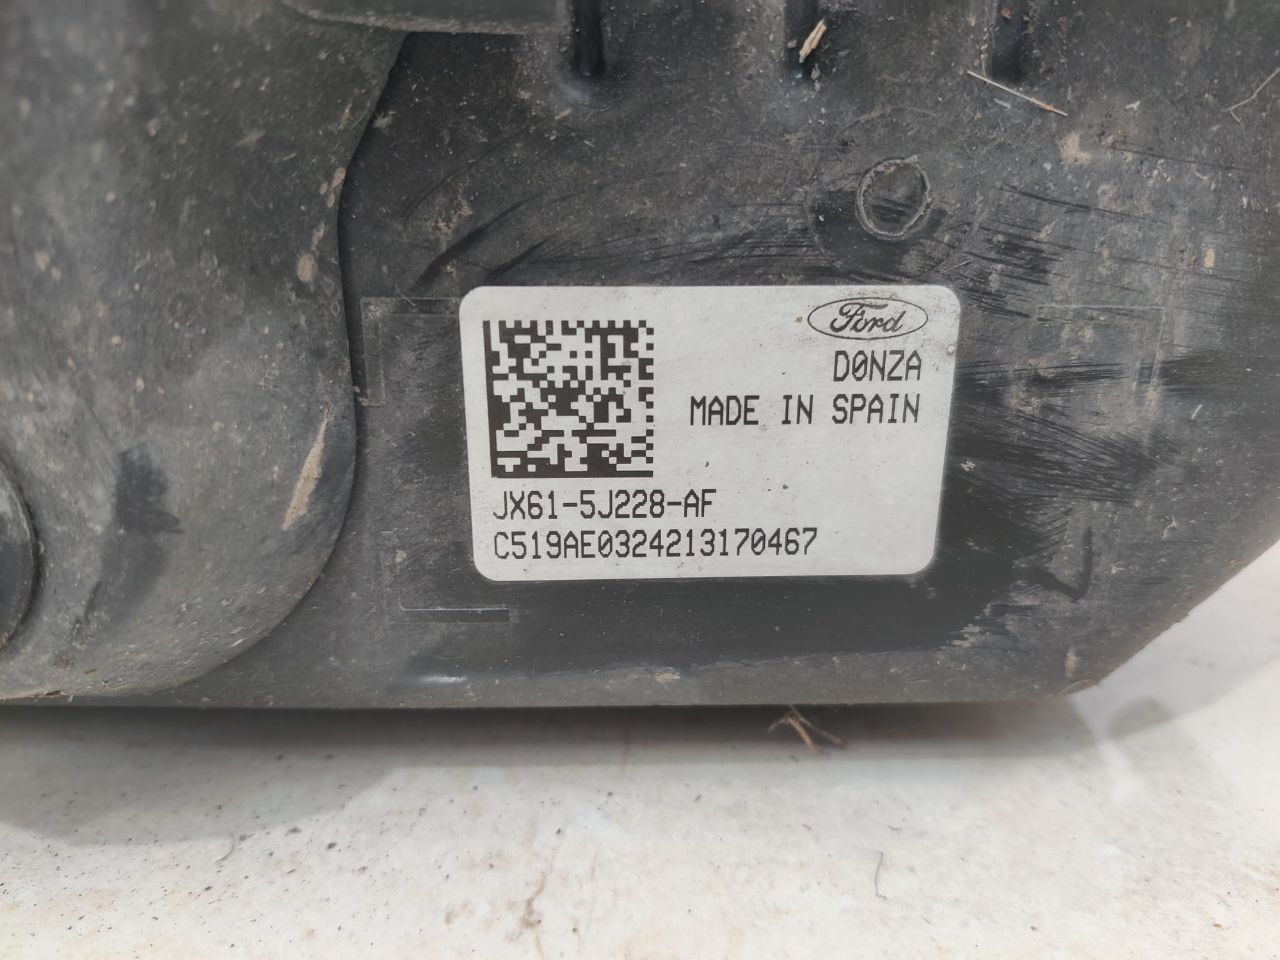 Ford
D0NZA
MADE IN SPAIN
JX61-5J228-AF
C519AE0324213170467